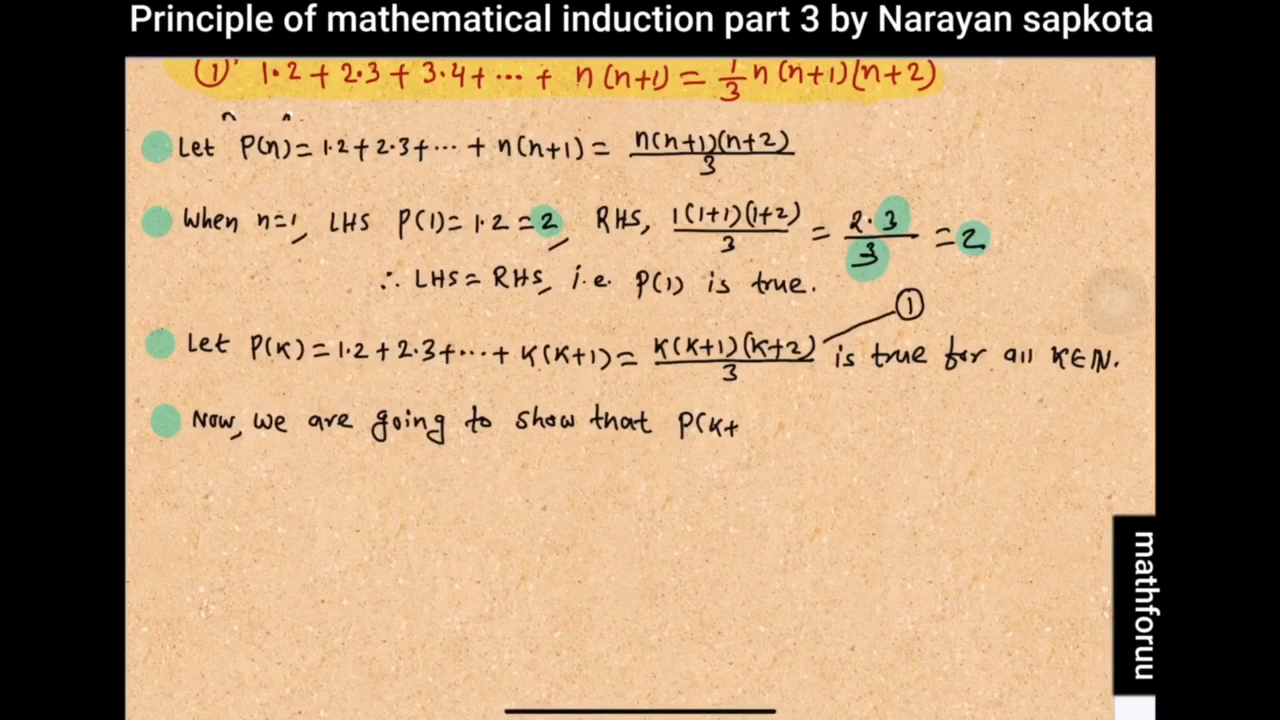 Principle of mathematical induction part 3 by Narayan sapkota
① 1·2 + 2·3 + 3·4 + ... + n(n+1) = 1/3 n(n+1)(n+2)
Let P(n) = 1·2 + 2·3 + ... + n(n+1) = n(n+1)(n+2)/3
When n=1, LHS P(1) = 1·2 = 2, RHS, 1(1+1)(1+2)/3 = 2·3/3 = 2
∴ LHS = RHS, i.e. P(1) is true.
①
Let P(K) = 1·2 + 2·3 + ... + K(K+1) = K(K+1)(K+2)/3 is true for all K∈N.
Now, we are going to show that P(K+
mathforuu